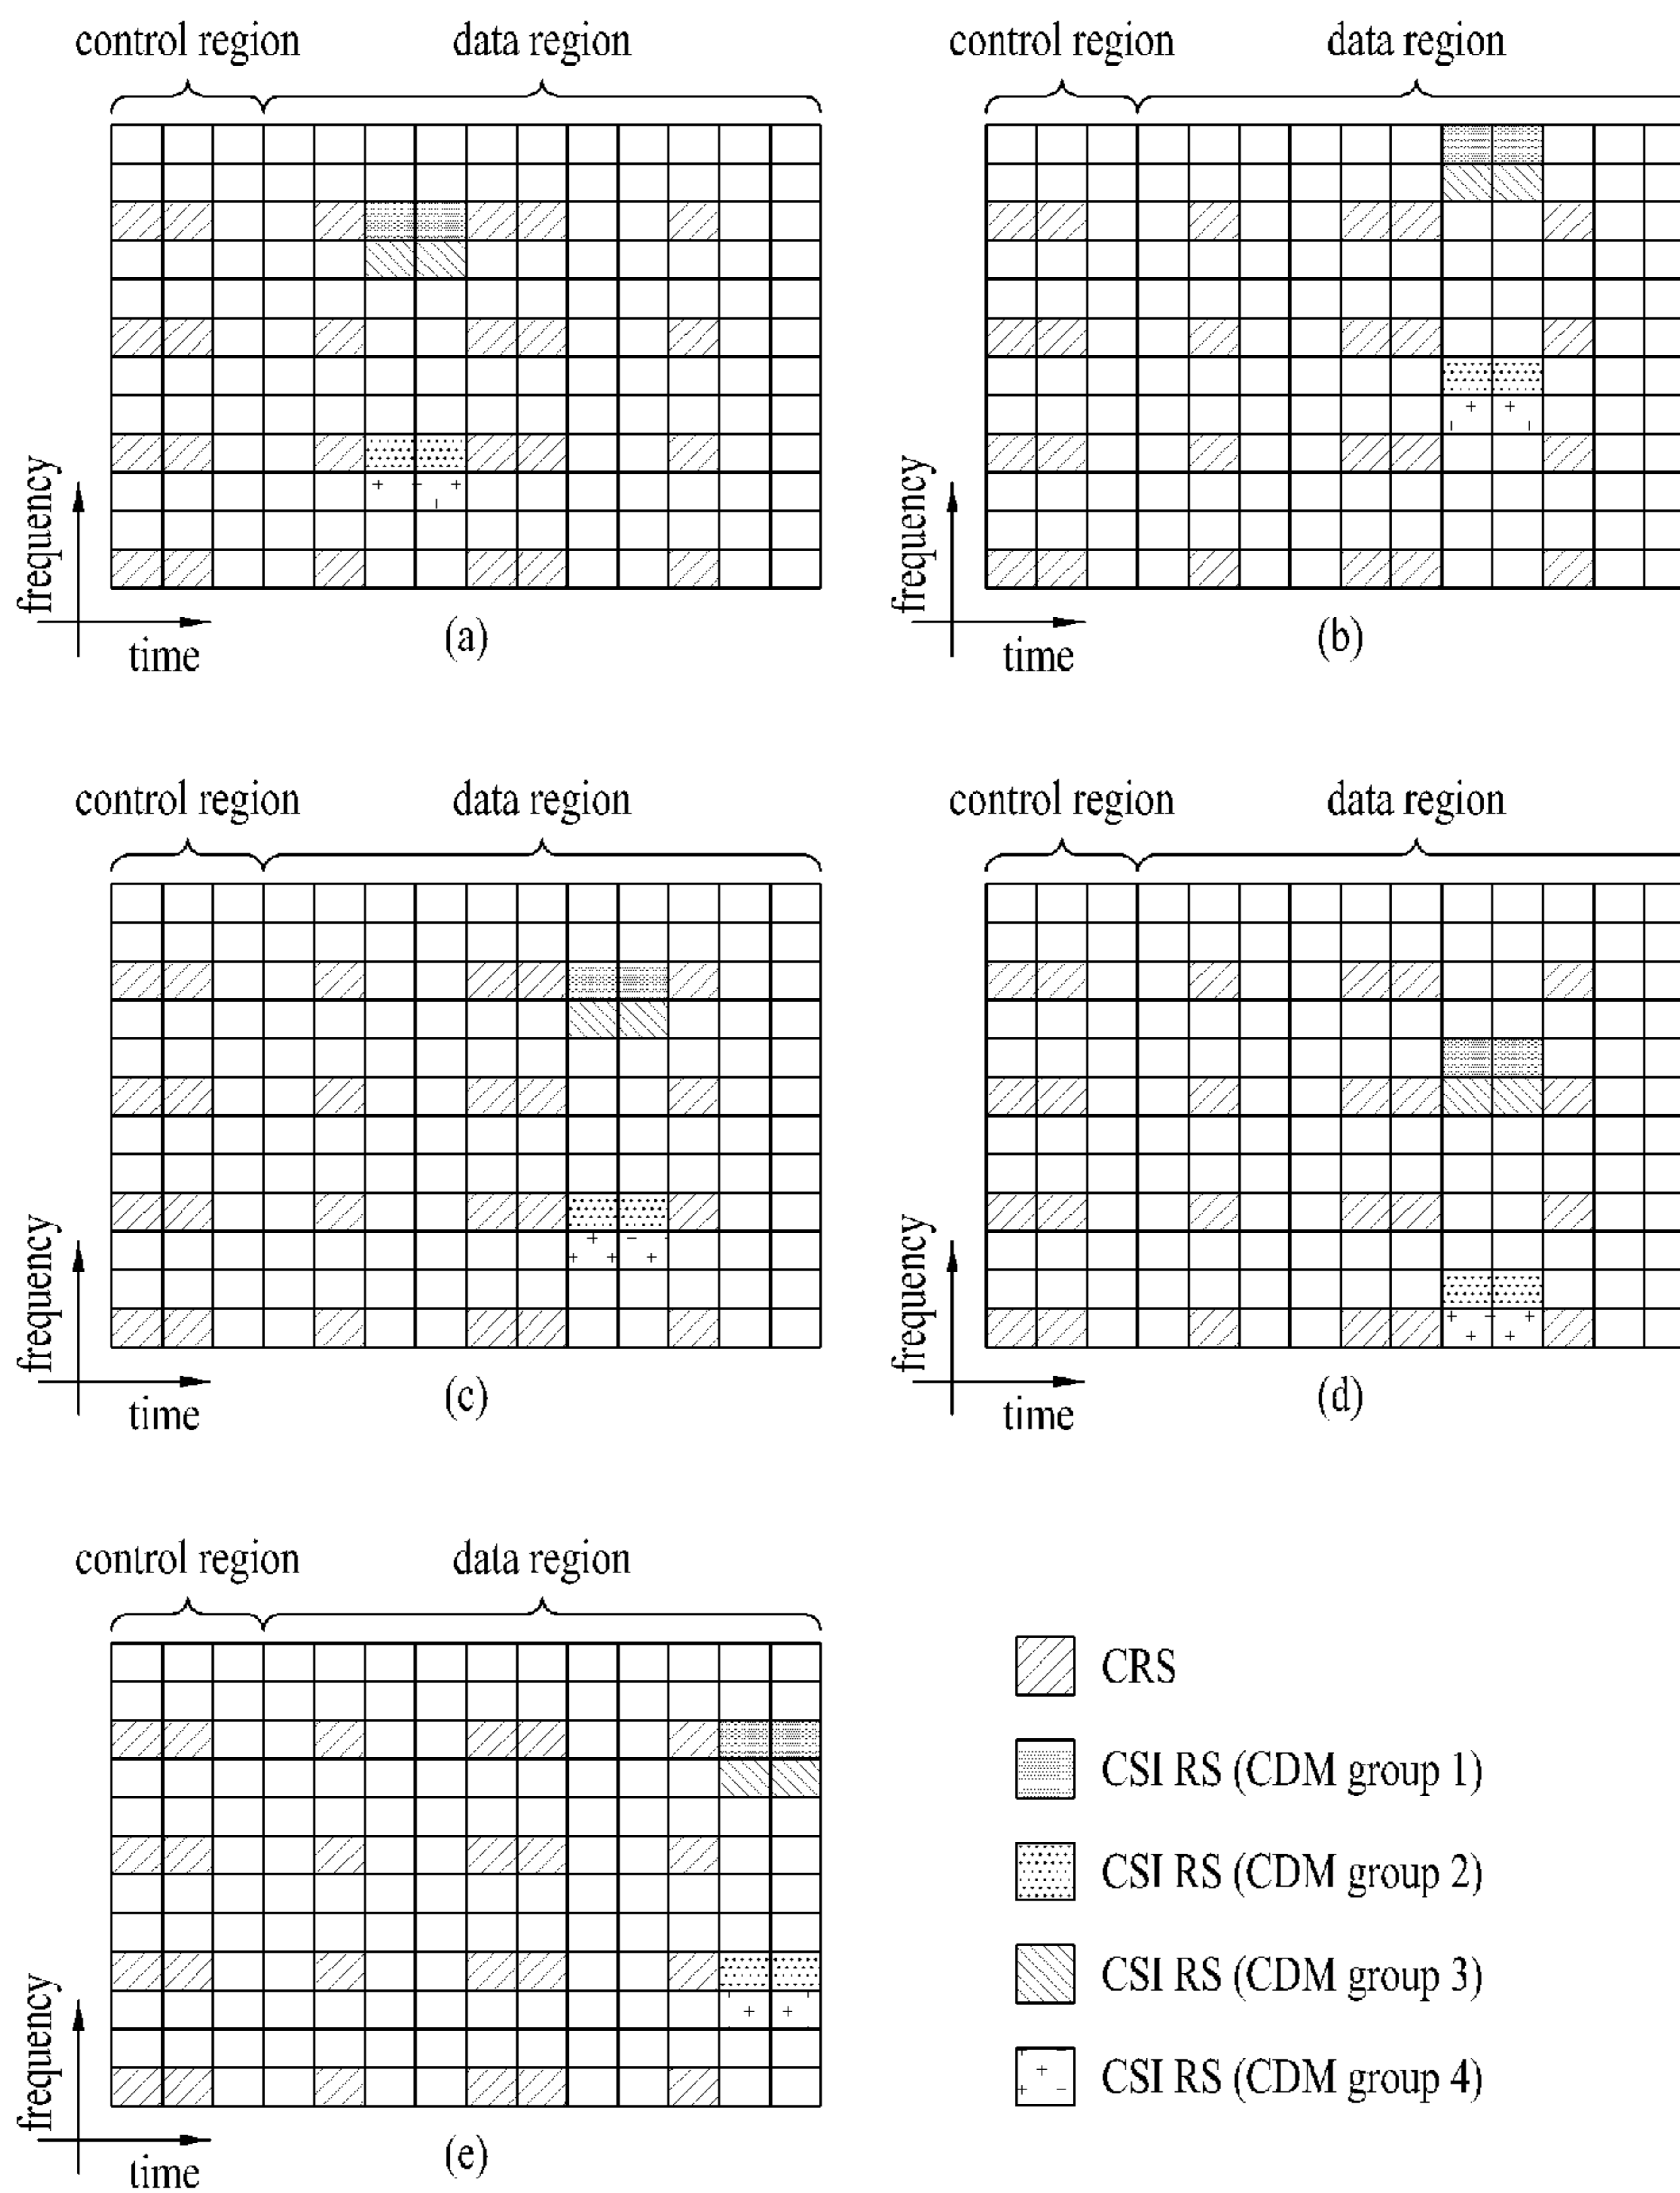 control region data region
control region data region
frequency
time
(a)
frequency
time
(b)
control region data region
control region data region
frequency
time
(c)
frequency
time
(d)
control region data region
frequency
time
(e)
CRS
CSI RS (CDM group 1)
CSI RS (CDM group 2)
CSI RS (CDM group 3)
CSI RS (CDM group 4)